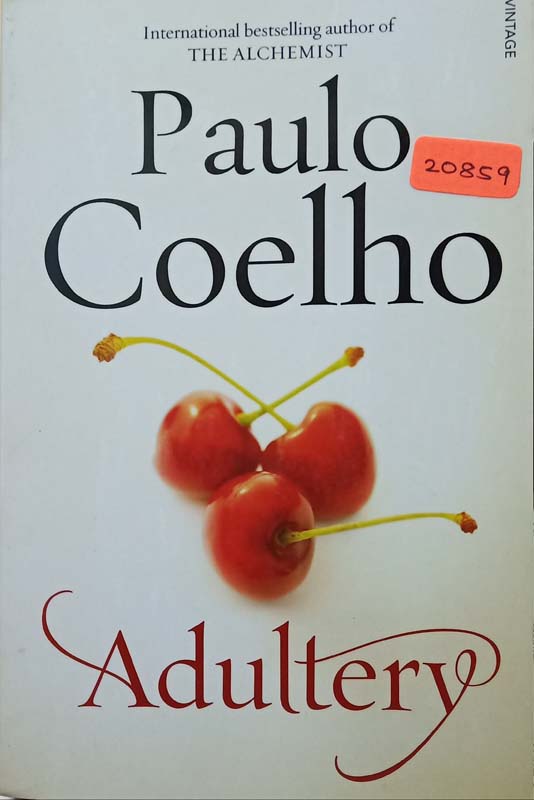 International bestselling author of
THE ALCHEMIST
VINTAGE
Paulo
20859
Coelho
Adultery